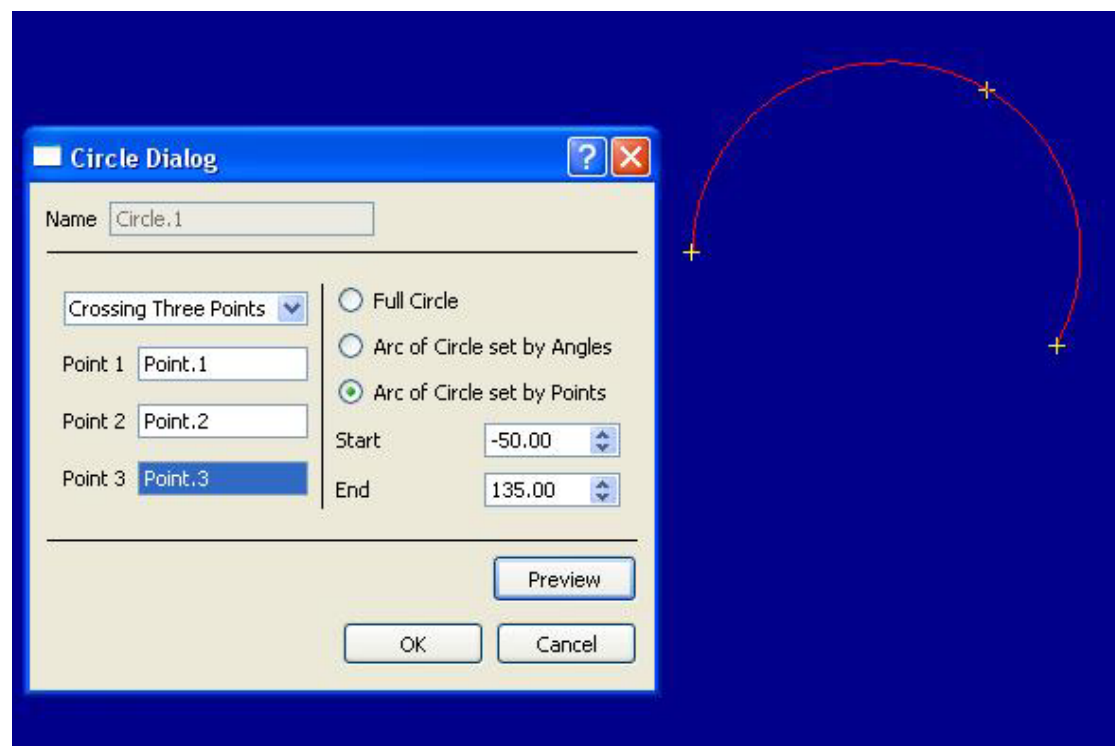 Circle Dialog
Name Circle.1
Crossing Three Points
Point 1 Point.1
Point 2 Point.2
Point 3 Point.3
Full Circle
Arc of Circle set by Angles
Arc of Circle set by Points
Start -50.00
End 135.00
Preview
OK Cancel